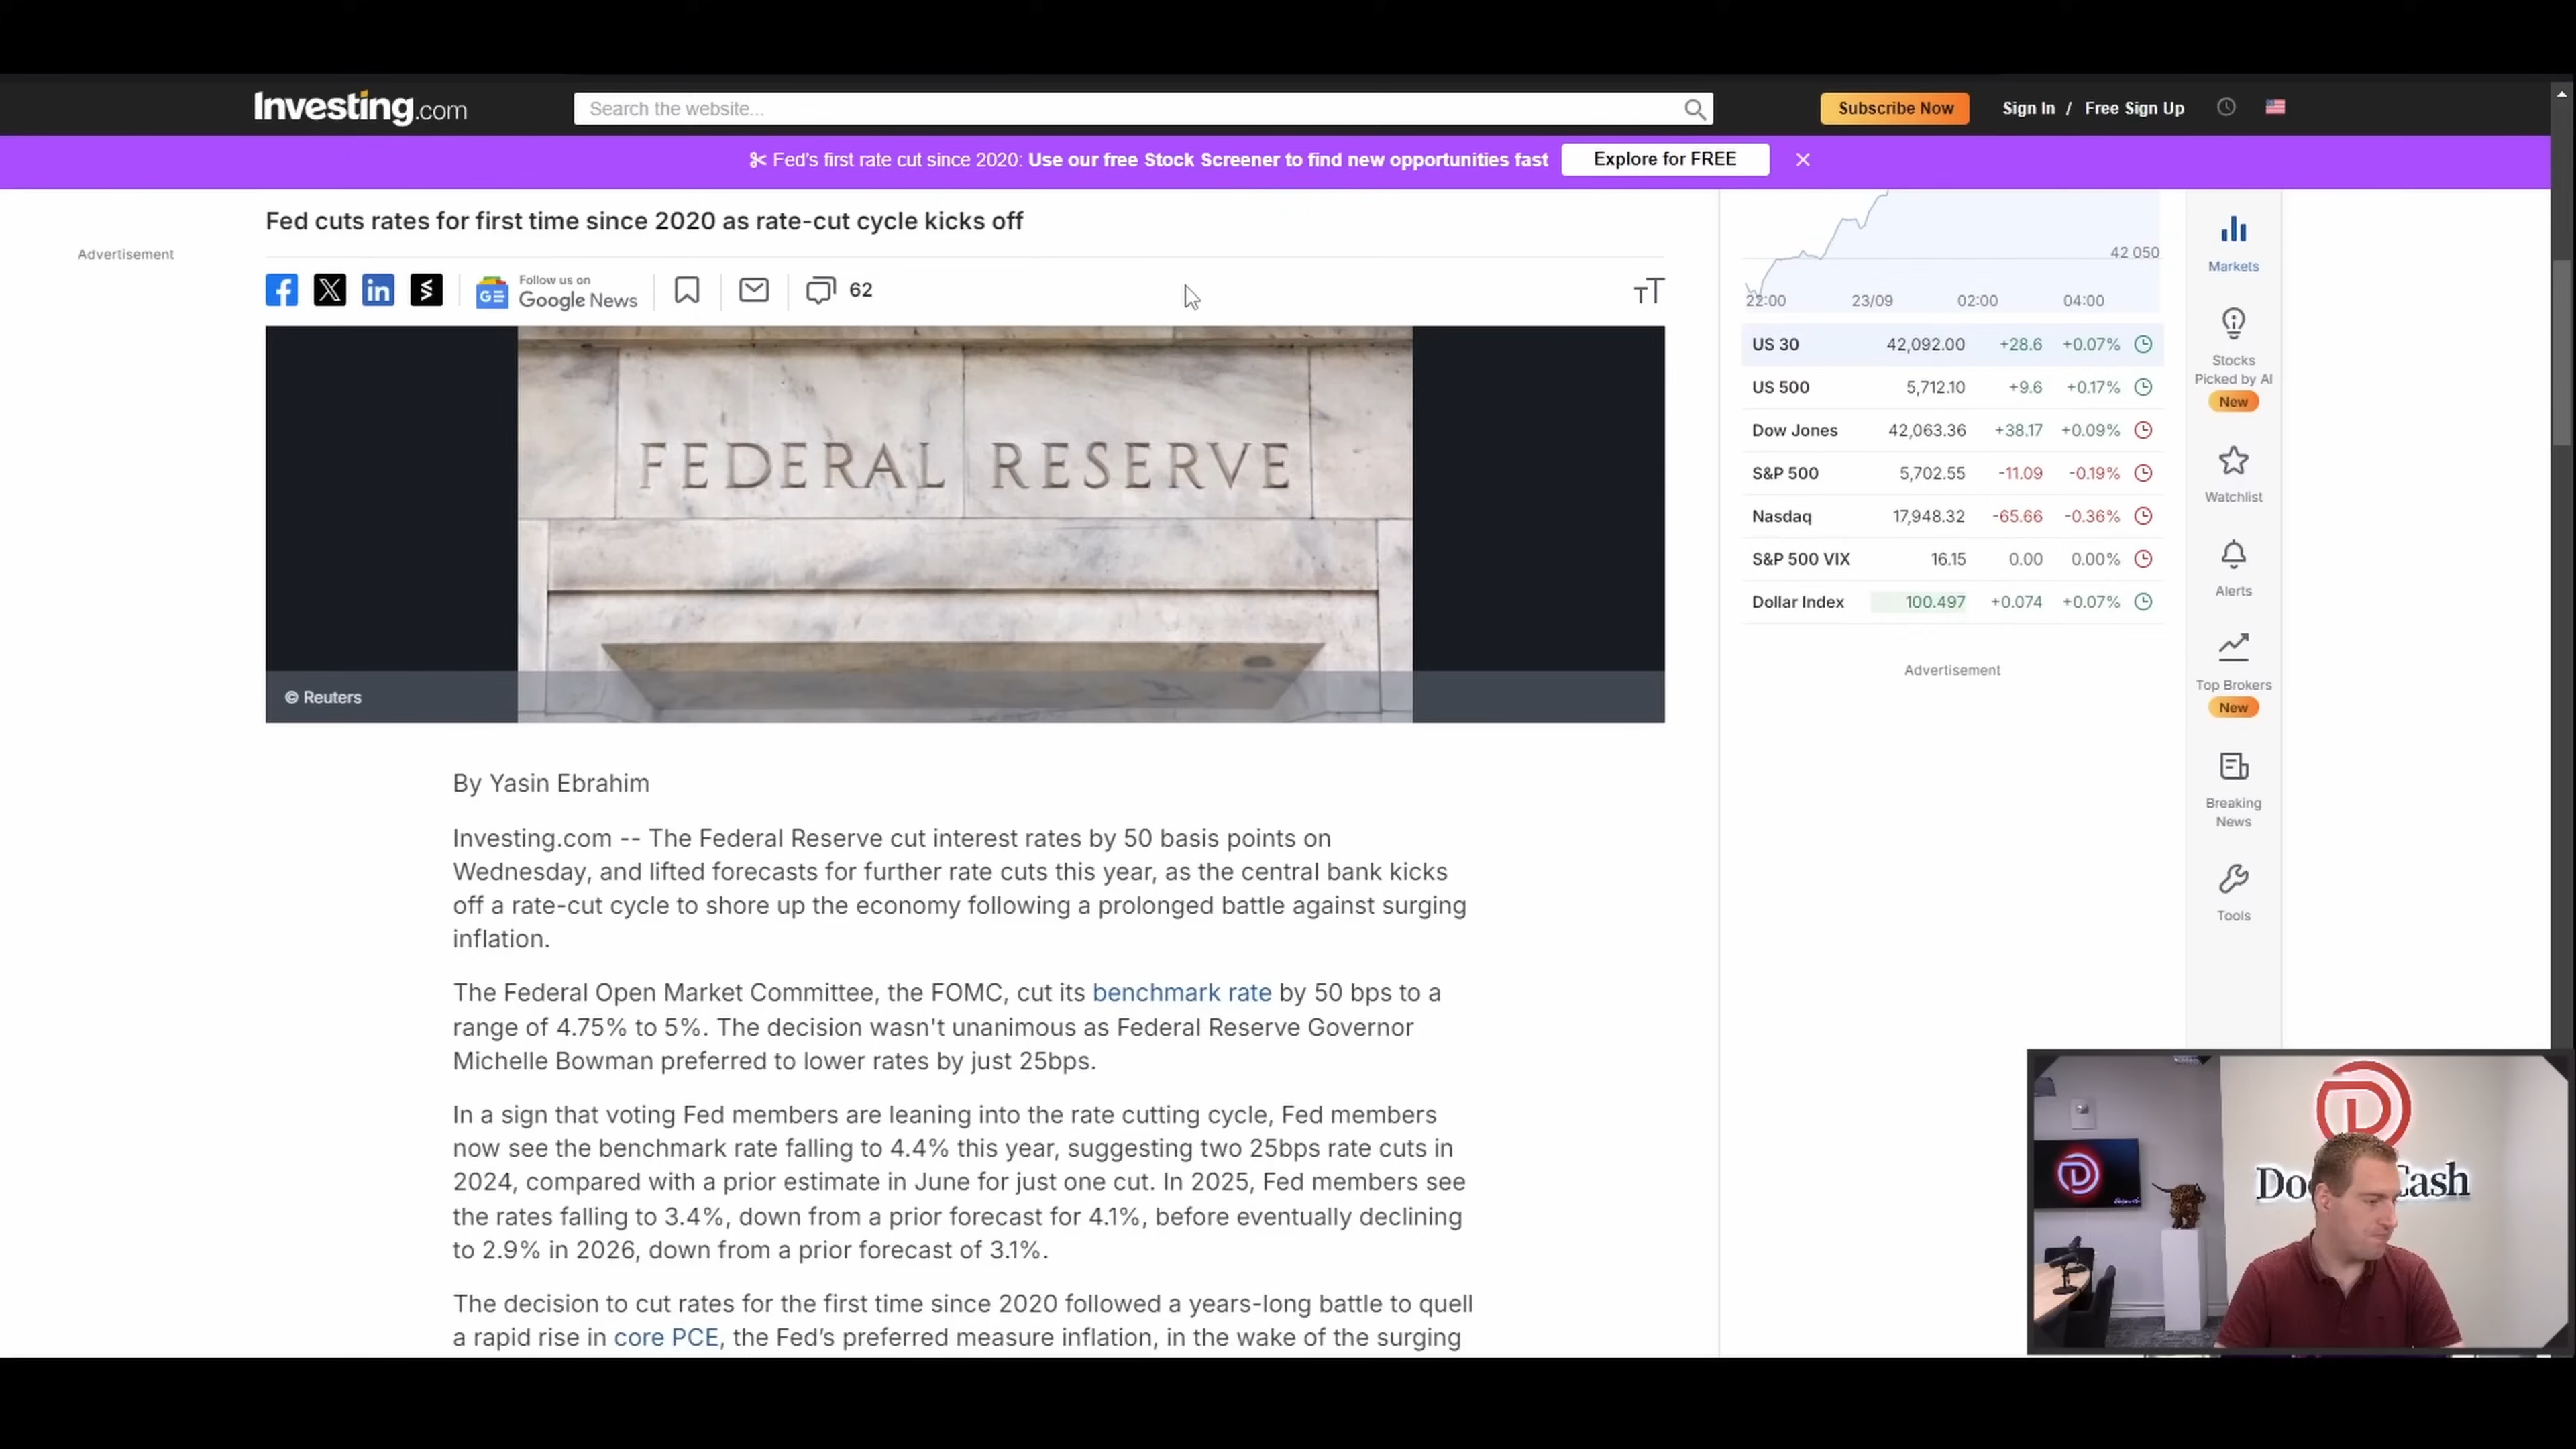 Investing.com
Search the website...
Subscribe Now
Sign In / Free Sign Up
Fed's first rate cut since 2020: Use our free Stock Screener to find new opportunities fast
Explore for FREE
Advertisement
Fed cuts rates for first time since 2020 as rate-cut cycle kicks off
Follow us on
Google News
62
FEDERAL RESERVE
© Reuters
By Yasin Ebrahim
Investing.com -- The Federal Reserve cut interest rates by 50 basis points on
Wednesday, and lifted forecasts for further rate cuts this year, as the central bank kicks
off a rate-cut cycle to shore up the economy following a prolonged battle against surging
inflation.
The Federal Open Market Committee, the FOMC, cut its benchmark rate by 50 bps to a
range of 4.75% to 5%. The decision wasn't unanimous as Federal Reserve Governor
Michelle Bowman preferred to lower rates by just 25bps.
In a sign that voting Fed members are leaning into the rate cutting cycle, Fed members
now see the benchmark rate falling to 4.4% this year, suggesting two 25bps rate cuts in
2024, compared with a prior estimate in June for just one cut. In 2025, Fed members see
the rates falling to 3.4%, down from a prior forecast for 4.1%, before eventually declining
to 2.9% in 2026, down from a prior forecast of 3.1%.
The decision to cut rates for the first time since 2020 followed a years-long battle to quell
a rapid rise in core PCE, the Fed's preferred measure inflation, in the wake of the surging
42 050
22:00 23/09 02:00 04:00
US 30 42,092.00 +28.6 +0.07%
US 500 5,712.10 +9.6 +0.17%
Dow Jones 42,063.36 +38.17 +0.09%
S&P 500 5,702.55 -11.09 -0.19%
Nasdaq 17,948.32 -65.66 -0.36%
S&P 500 VIX 16.15 0.00 0.00%
Dollar Index 100.497 +0.074 +0.07%
Advertisement
Markets
Stocks
Picked by AI
New
Watchlist
Alerts
Top Brokers
New
Breaking
News
Tools